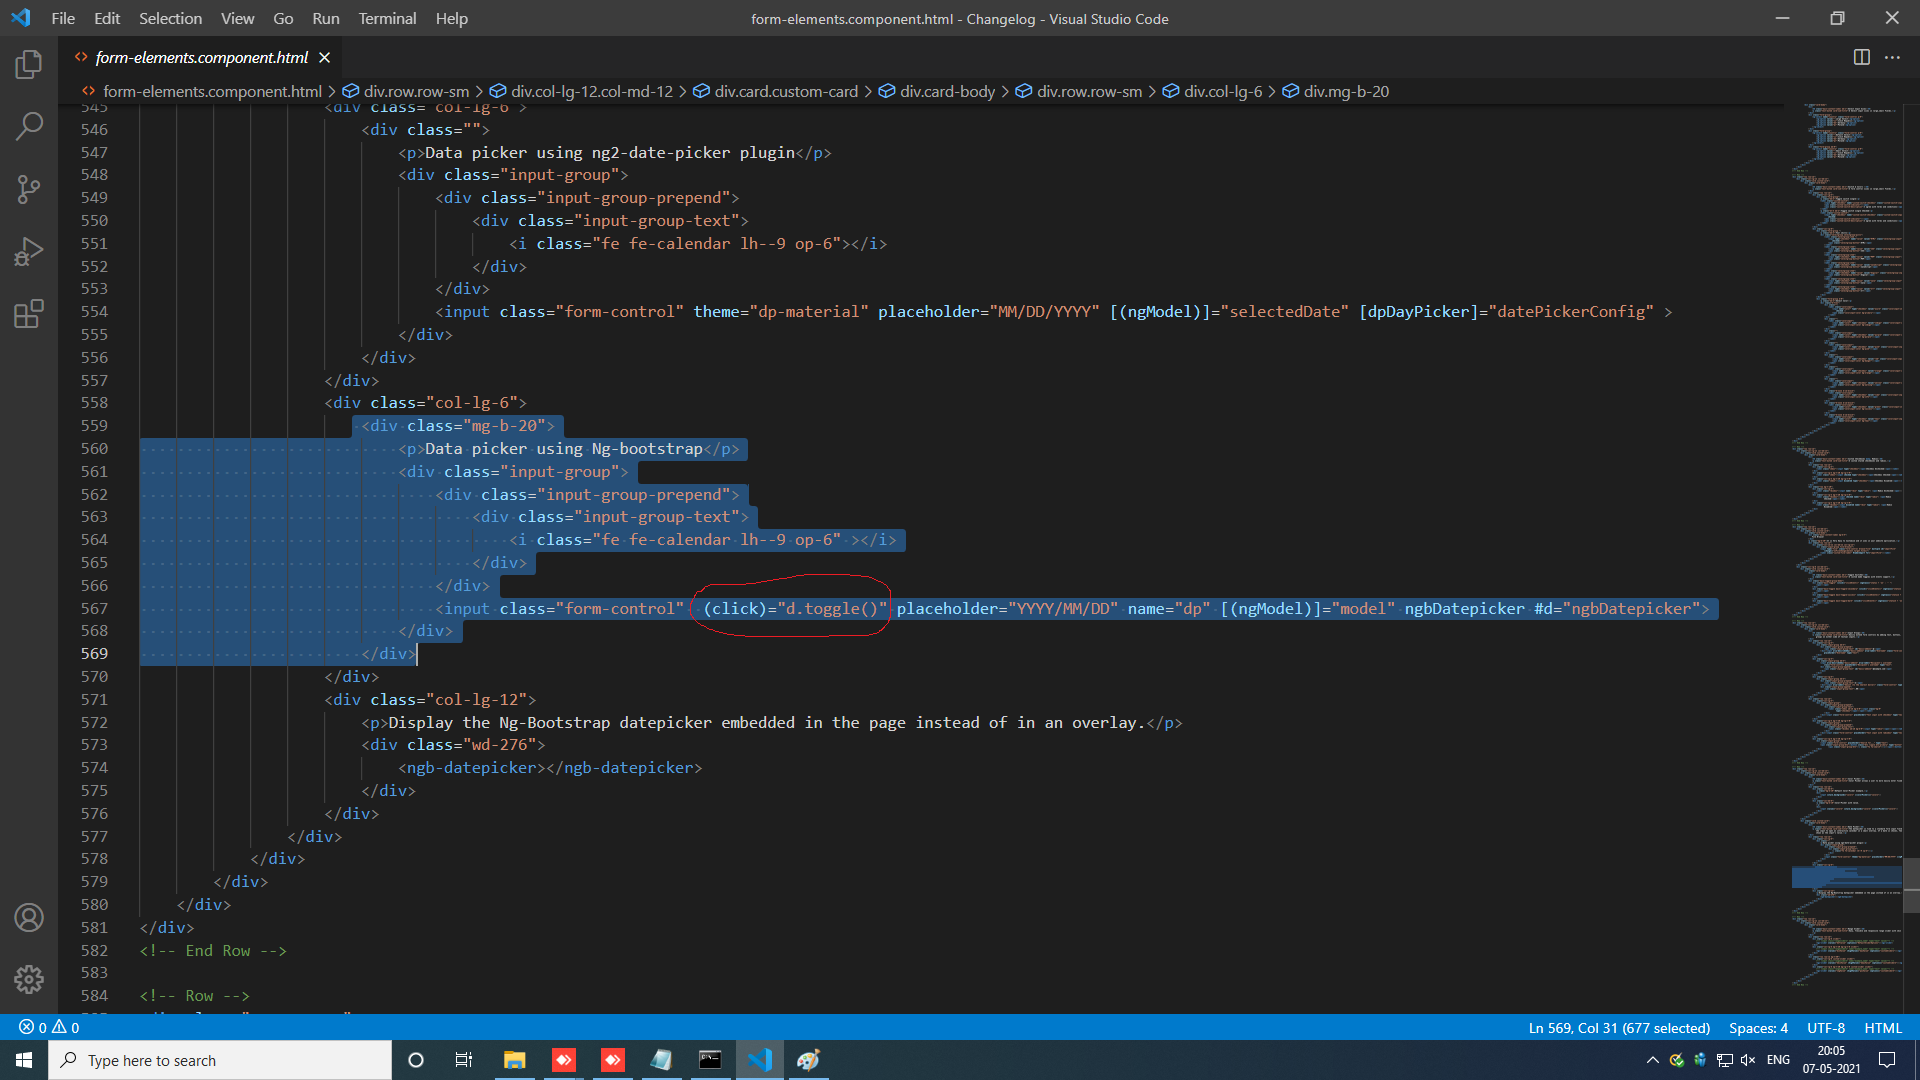 File Edit Selection View Go Run Terminal Help
form-elements.component.html - Changelog - Visual Studio Code
form-elements.component.html
form-elements.component.html > div.row.row-sm > div.col-lg-12.col-md-12 > div.card.custom-card > div.card-body > div.row.row-sm > div.col-lg-6 > div.mg-b-20
545 <div class="col-lg-6">
546 <div class="">
547 <p>Data picker using ng2-date-picker plugin</p>
548 <div class="input-group">
549 <div class="input-group-prepend">
550 <div class="input-group-text">
551 <i class="fe fe-calendar lh--9 op-6"></i>
552 </div>
553 </div>
554 <input class="form-control" theme="dp-material" placeholder="MM/DD/YYYY" [(ngModel)]="selectedDate" [dpDayPicker]="datePickerConfig" >
555 </div>
556 </div>
557 </div>
558 <div class="col-lg-6">
559 <div class="mg-b-20">
560 <p>Data picker using Ng-bootstrap</p>
561 <div class="input-group">
562 <div class="input-group-prepend">
563 <div class="input-group-text">
564 <i class="fe fe-calendar lh--9 op-6" ></i>
565 </div>
566 </div>
567 <input class="form-control"  (click)="d.toggle()" placeholder="YYYY/MM/DD" name="dp" [(ngModel)]="model" ngbDatepicker #d="ngbDatepicker">
568 </div>
569 </div>
570 </div>
571 <div class="col-lg-12">
572 <p>Display the Ng-Bootstrap datepicker embedded in the page instead of in an overlay.</p>
573 <div class="wd-276">
574 <ngb-datepicker></ngb-datepicker>
575 </div>
576 </div>
577 </div>
578 </div>
579 </div>
580 </div>
581 </div>
582 <!-- End Row -->
583
584 <!-- Row -->
0 0
Ln 569, Col 31 (677 selected) Spaces: 4 UTF-8 HTML
Type here to search
ENG
20:05
07-05-2021